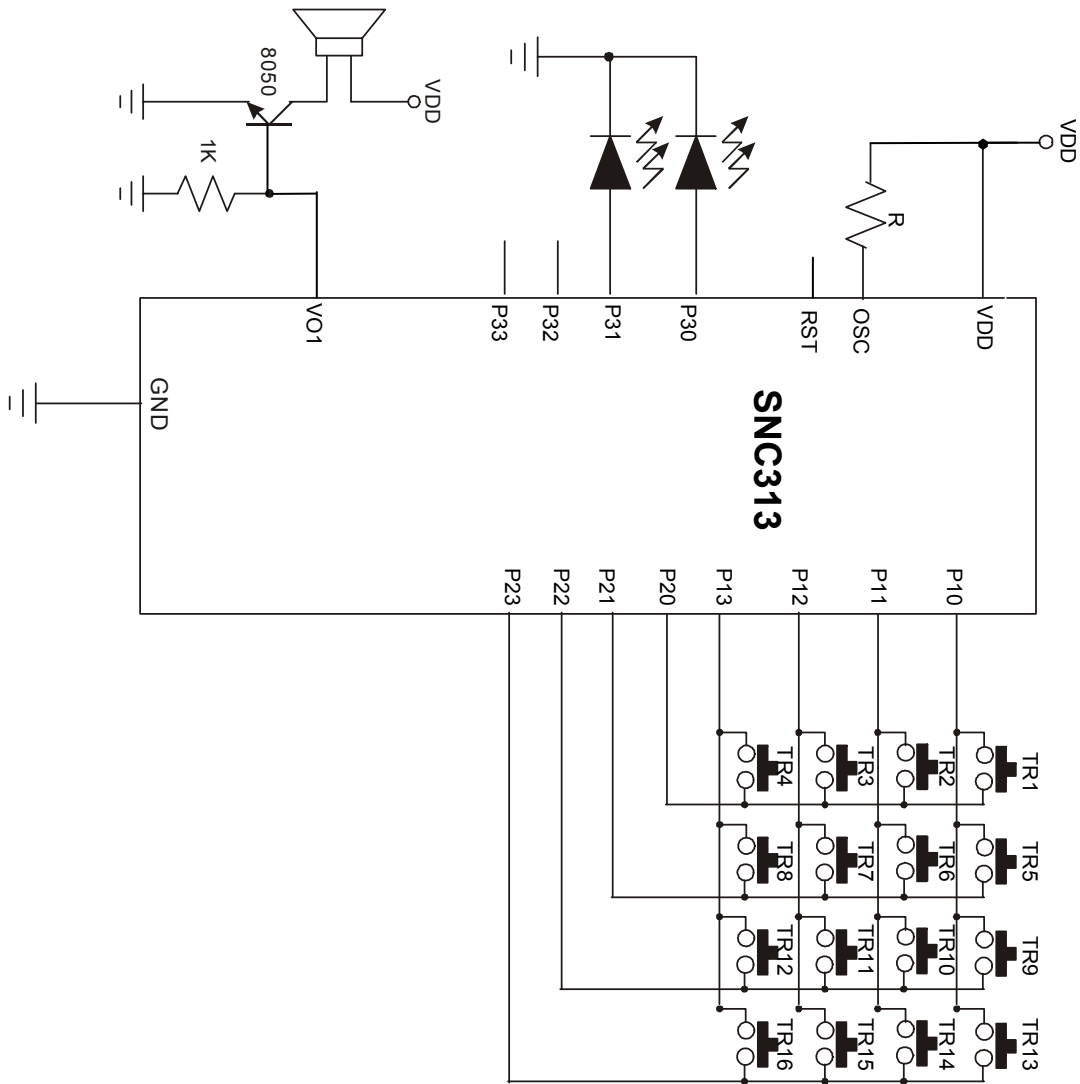 VDD
R
VDD
OSC
RST
P30
P31
P32
P33
VDD
8050
1K
VO1
GND
SNC313
P10
P11
P12
P13
P20
P21
P22
P23
TR1
TR2
TR3
TR4
TR5
TR6
TR7
TR8
TR9
TR10
TR11
TR12
TR13
TR14
TR15
TR16